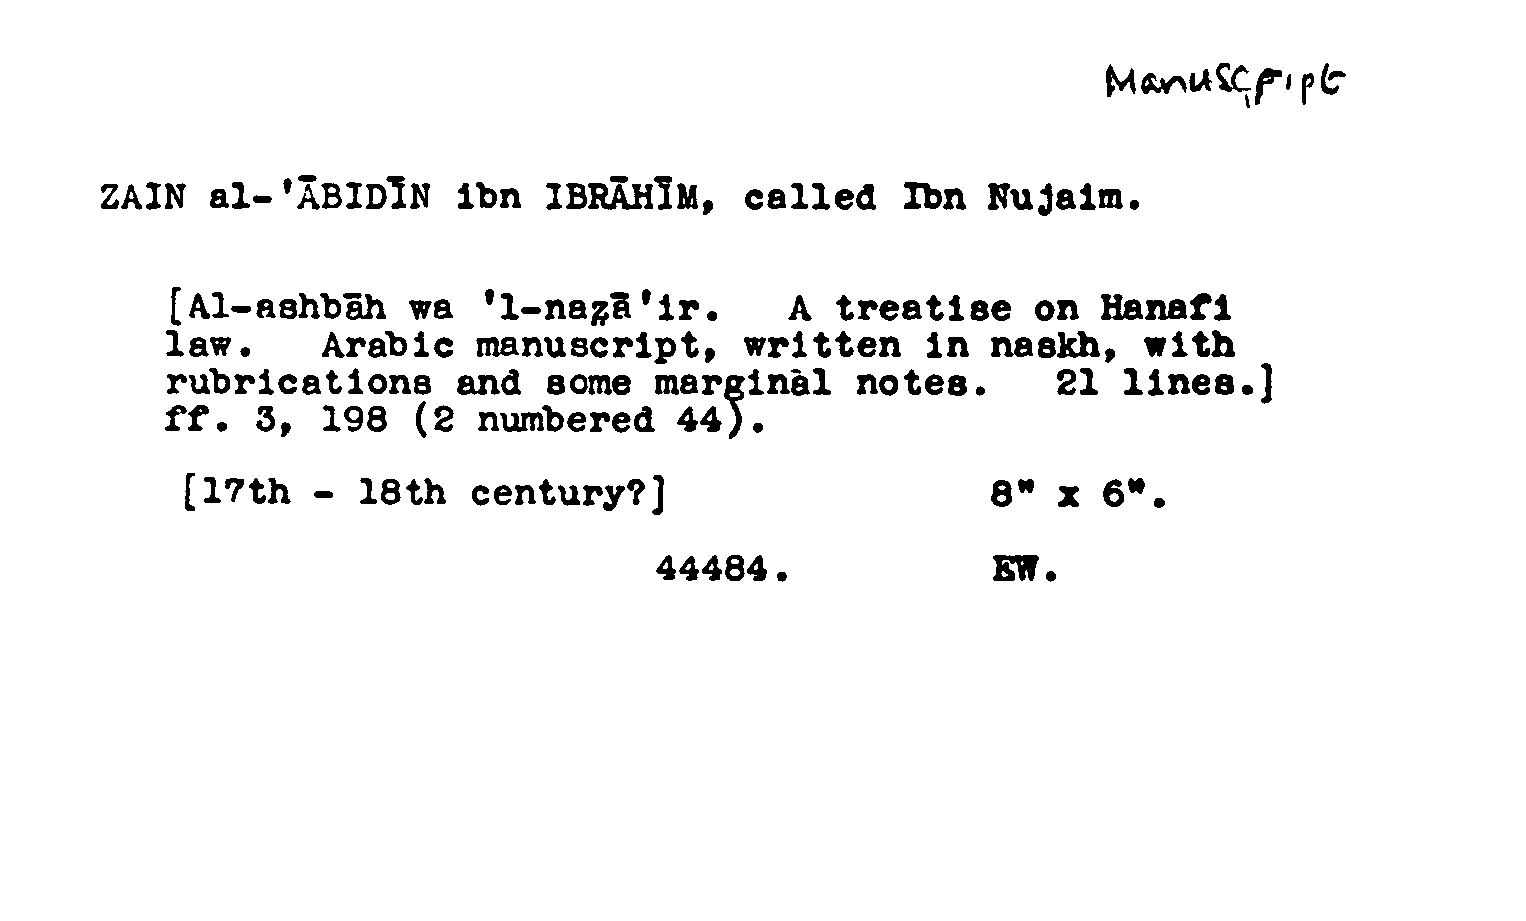 Manuscript
ZAIN al-'ĀBIDĪN ibn IBRĀHĪM, called Ibn Nujaim.
[Al-ashbāh wa 'l-naẓā'ir. A treatise on Hanafi
law. Arabic manuscript, written in naskh, with
rubrications and some marginal notes. 21 lines.]
ff. 3, 198 (2 numbered 44).
[17th - 18th century?] 8" x 6".
44484. EW.